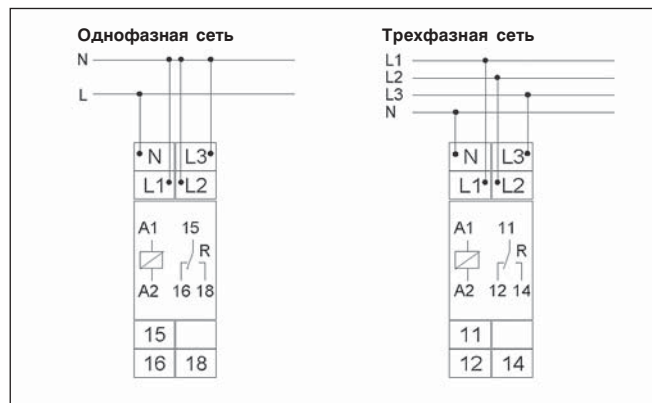 Однофазная сеть
N
L
N L3
L1 L2
A1 15
R
A2 16 18
15
16 18
Трехфазная сеть
L1
L2
L3
N
N L3
L1 L2
A1 11
R
A2 12 14
11
12 14